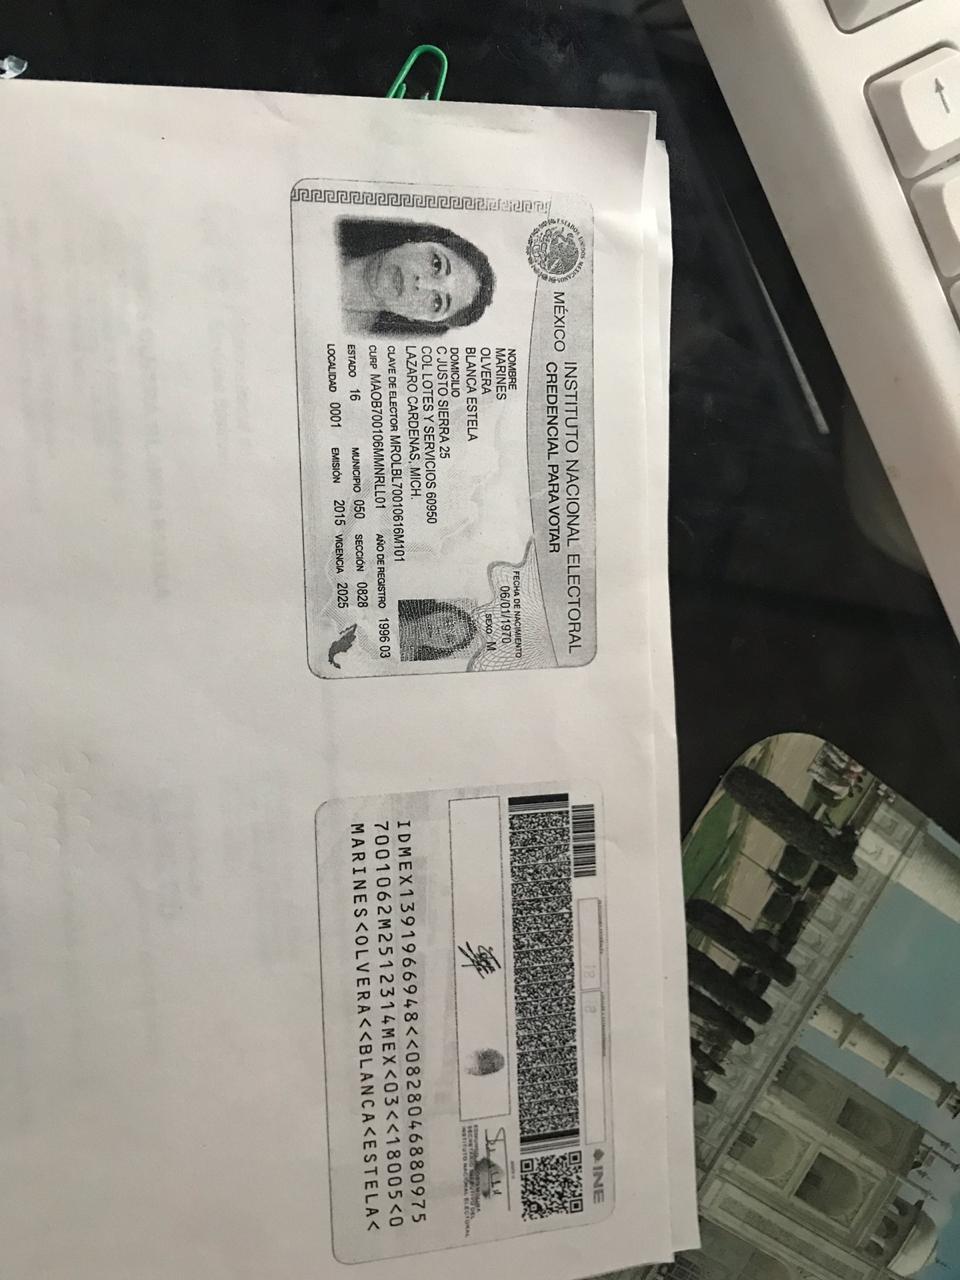 MÉXICO INSTITUTO NACIONAL ELECTORAL
CREDENCIAL PARA VOTAR
NOMBRE
MARINES
OLVERA
BLANCA ESTELA
FECHA DE NACIMIENTO
06/01/1970
SEXO M
DOMICILIO
C JUSTO SIERRA 25
COL LOTES Y SERVICIOS 60950
LAZARO CARDENAS, MICH.
CLAVE DE ELECTOR MROLBL70010616M101
CURP MAOB700106MMNRLL01 AÑO DE REGISTRO 1996 03
ESTADO 16 MUNICIPIO 050 SECCIÓN 0828
LOCALIDAD 0001 EMISIÓN 2015 VIGENCIA 2025
INE
IDMEX1391966948<<0828046880975
7001062M2512314MEX<03<<18005<0
MARINES<OLVERA<<BLANCA<ESTELA<